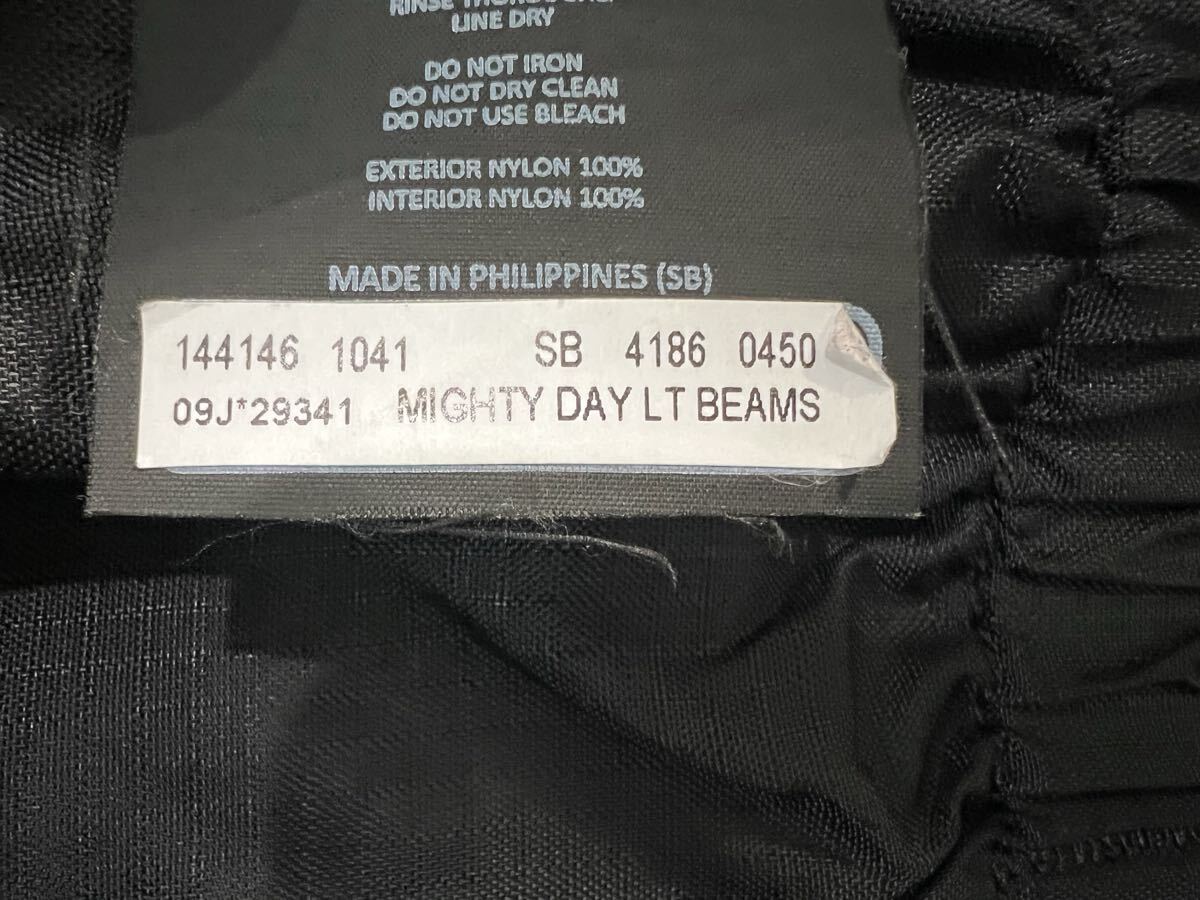 RINSE
LINE DRY
DO NOT IRON
DO NOT DRY CLEAN
DO NOT USE BLEACH
EXTERIOR NYLON 100%
INTERIOR NYLON 100%
MADE IN PHILIPPINES (SB)
144146 1041 SB 4186 0450
09J*29341 MIGHTY DAY LT BEAMS